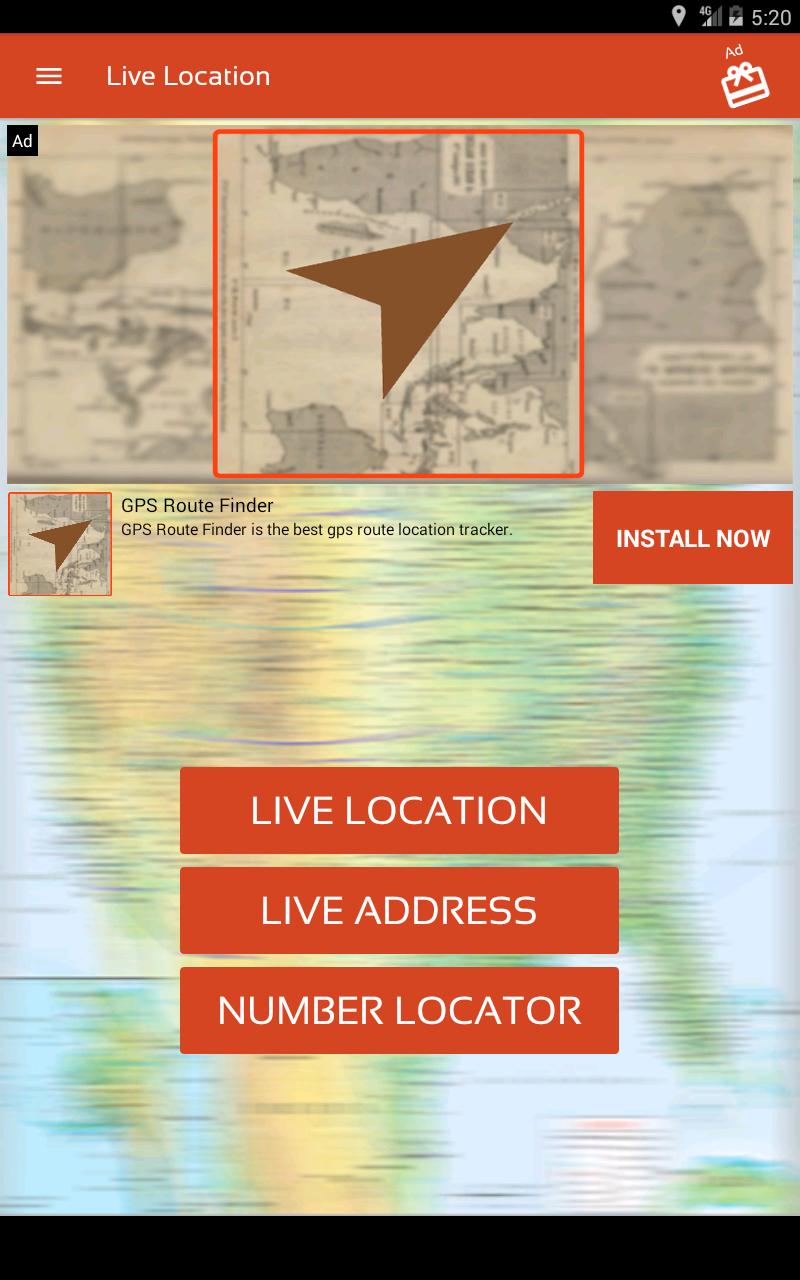 4G
5:20
Live Location
Ad
Ad
GPS Route Finder
GPS Route Finder is the best gps route location tracker.
INSTALL NOW
LIVE LOCATION
LIVE ADDRESS
NUMBER LOCATOR